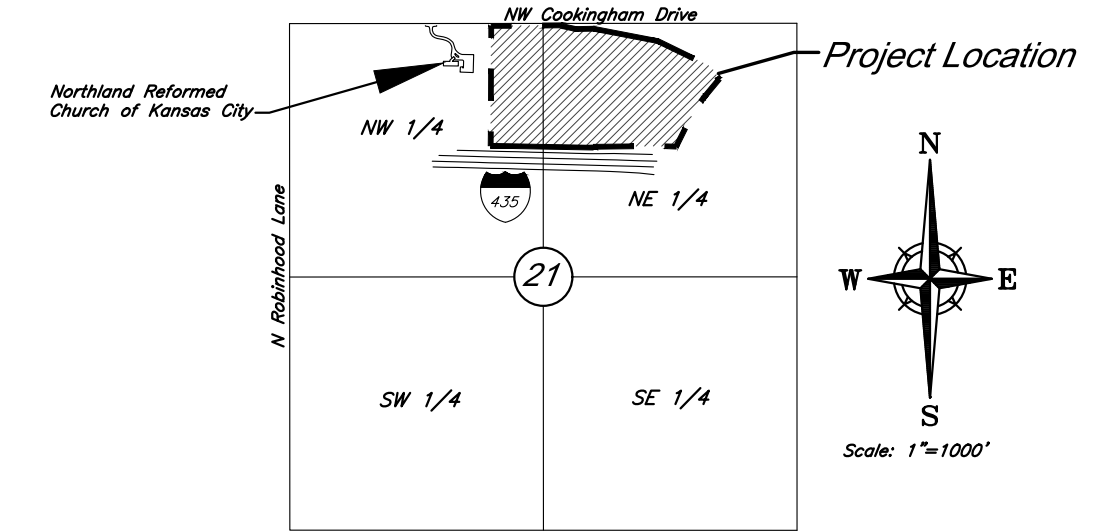 NW Cookingham Drive
Project Location
Northland Reformed
Church of Kansas City
NW 1/4
435
NE 1/4
N Robinhood Lane
21
SW 1/4
SE 1/4
N
W
E
S
Scale: 1"=1000'